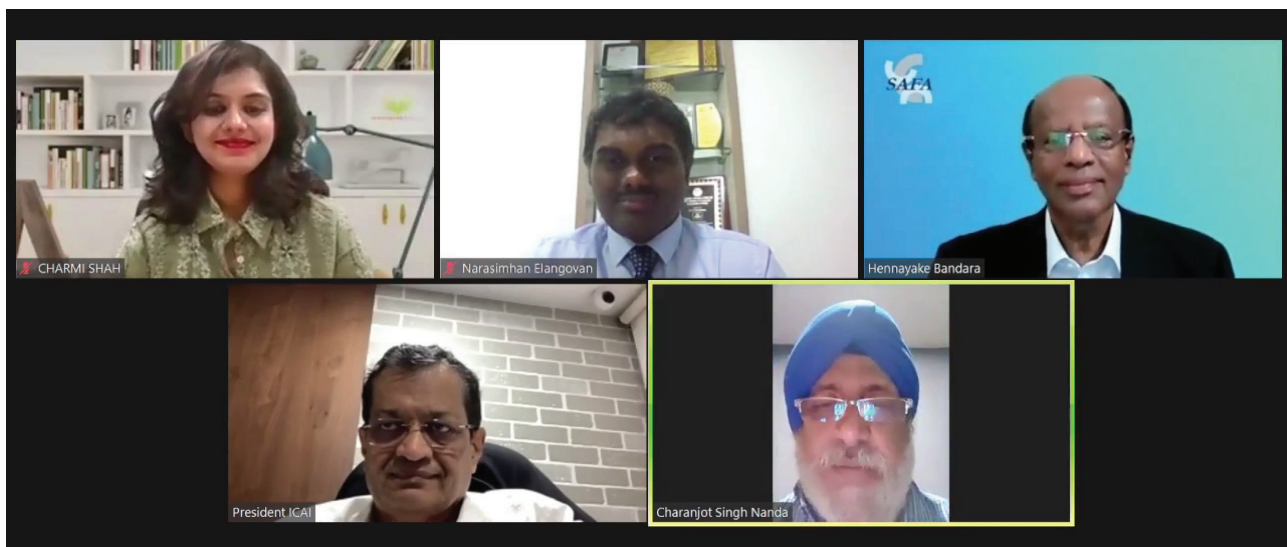 SAFA
CHARMI SHAH
Narasimhan Elangovan
Hennayake Bandara
President ICAI
Charanjot Singh Nanda